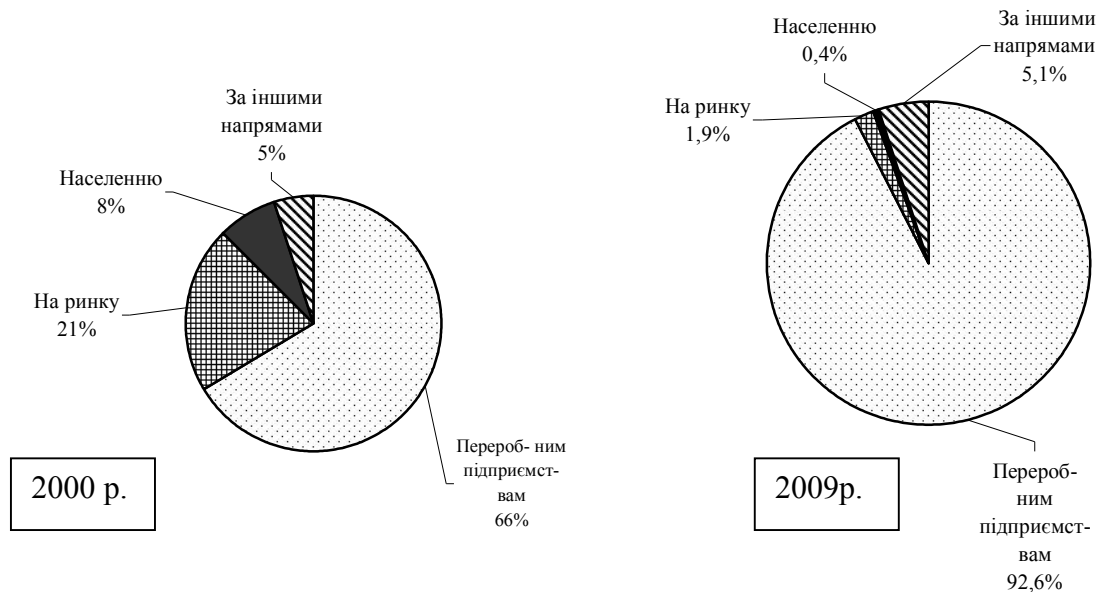 За іншими
напрямами
5%
Населенню
8%
На ринку
21%
Перероб- ним
підприємст-
вам
66%
2000 р.
Населенню
0,4%
За іншими
напрямами
5,1%
На ринку
1,9%
Перероб-
ним
підприємст-
вам
92,6%
2009р.